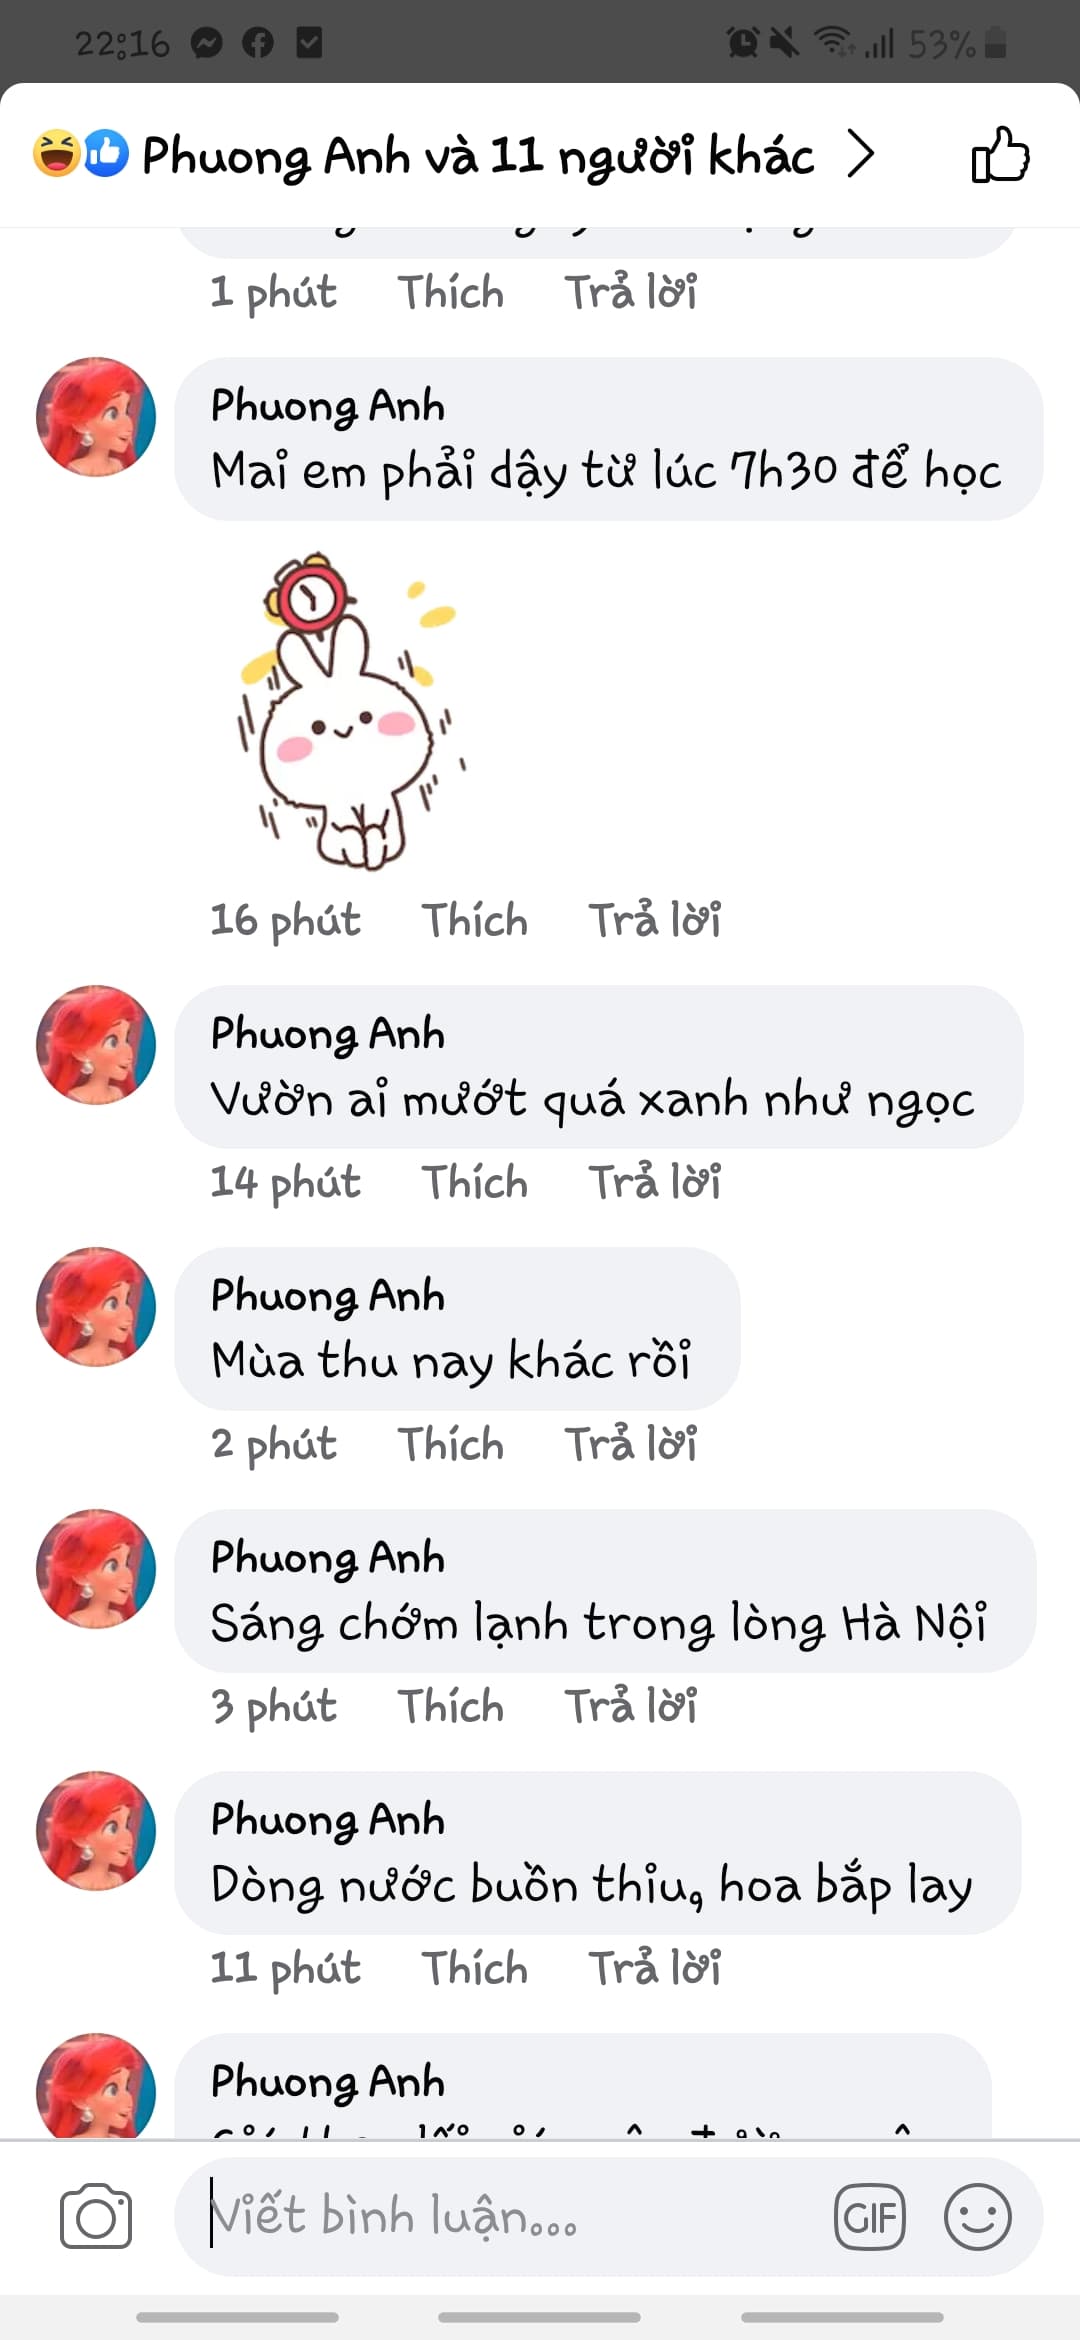 22:16
53%
Phuong Anh và 11 người khác
1 phút Thích Trả lời
Phuong Anh
Mai em phải dậy từ lúc 7h30 để học
16 phút Thích Trả lời
Phuong Anh
Vườn ai mướt quá xanh như ngọc
14 phút Thích Trả lời
Phuong Anh
Mùa thu nay khác rồi
2 phút Thích Trả lời
Phuong Anh
Sáng chớm lạnh trong lòng Hà Nội
3 phút Thích Trả lời
Phuong Anh
Dòng nước buồn thiu, hoa bắp lay
11 phút Thích Trả lời
Phuong Anh
Viết bình luận...
GIF